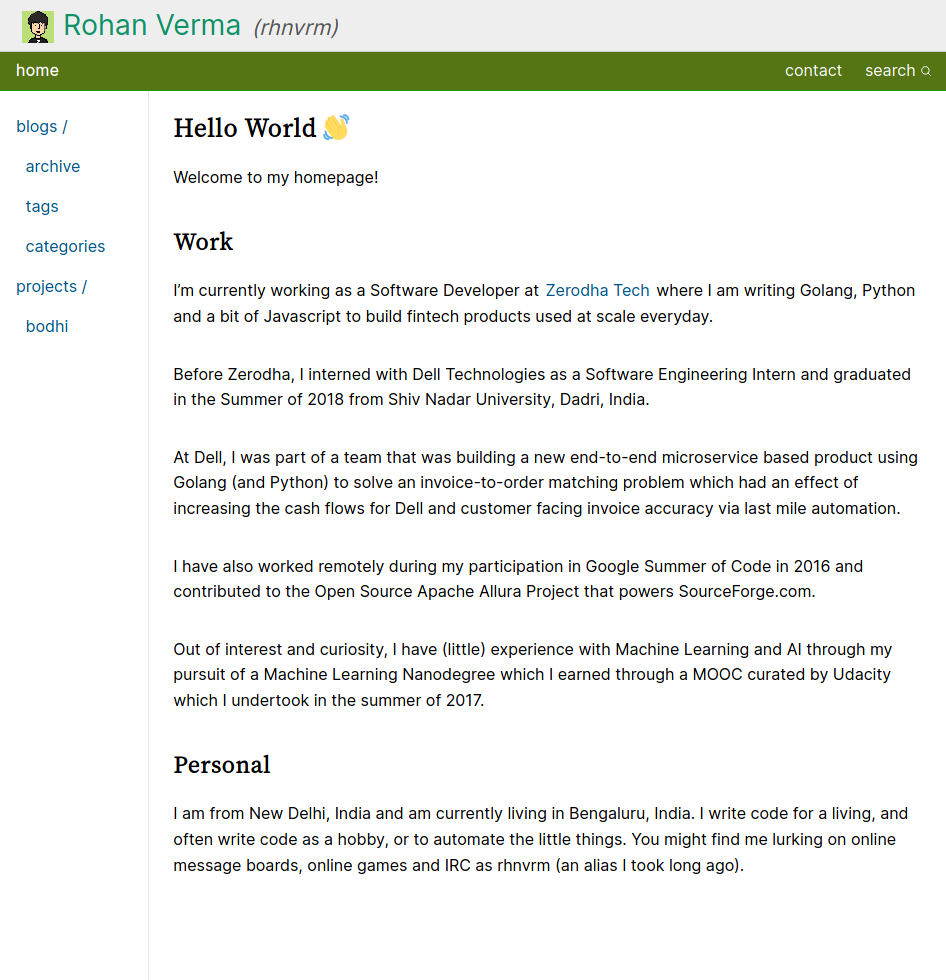 Rohan Verma (rhnvrm)
home
contact
search
blogs /
archive
tags
categories
projects /
bodhi
Hello World 👋
Welcome to my homepage!
Work
I’m currently working as a Software Developer at Zerodha Tech where I am writing Golang, Python
and a bit of Javascript to build fintech products used at scale everyday.
Before Zerodha, I interned with Dell Technologies as a Software Engineering Intern and graduated
in the Summer of 2018 from Shiv Nadar University, Dadri, India.
At Dell, I was part of a team that was building a new end-to-end microservice based product using
Golang (and Python) to solve an invoice-to-order matching problem which had an effect of
increasing the cash flows for Dell and customer facing invoice accuracy via last mile automation.
I have also worked remotely during my participation in Google Summer of Code in 2016 and
contributed to the Open Source Apache Allura Project that powers SourceForge.com.
Out of interest and curiosity, I have (little) experience with Machine Learning and AI through my
pursuit of a Machine Learning Nanodegree which I earned through a MOOC curated by Udacity
which I undertook in the summer of 2017.
Personal
I am from New Delhi, India and am currently living in Bengaluru, India. I write code for a living, and
often write code as a hobby, or to automate the little things. You might find me lurking on online
message boards, online games and IRC as rhnvrm (an alias I took long ago).